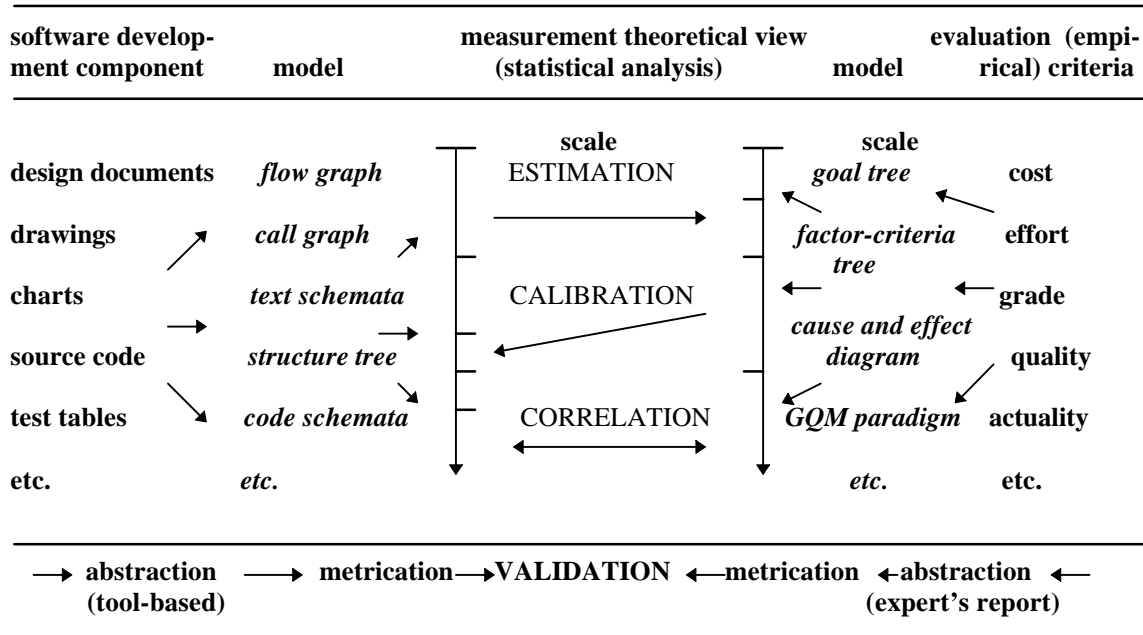 software develop- measurement theoretical view evaluation (empi-
ment component model (statistical analysis) model rical) criteria
scale scale
design documents flow graph ESTIMATION goal tree cost
drawings call graph factor-criteria effort
tree
charts text schemata CALIBRATION grade
cause and effect
source code structure tree diagram quality
test tables code schemata CORRELATION GQM paradigm actuality
etc. etc. etc. etc.
abstraction metrication VALIDATION metrication abstraction
(tool-based) (expert's report)